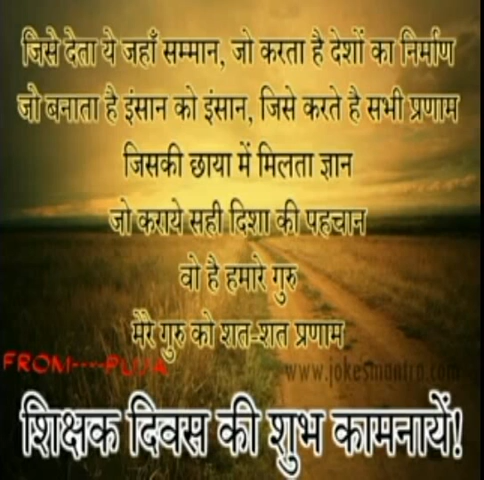 जिसे देता ये जहाँ सम्मान, जो करता है देशों का निर्माण
जो बनाता है इंसान को इंसान, जिसे करते है सभी प्रणाम
जिसकी छाया में मिलता ज्ञान
जो कराये सही दिशा की पहचान
वो है हमारे गुरु
मेरे गुरु को शत-शत प्रणाम
FROM----PUJA
www.jokesmantra.com
शिक्षक दिवस की शुभ कामनायें!